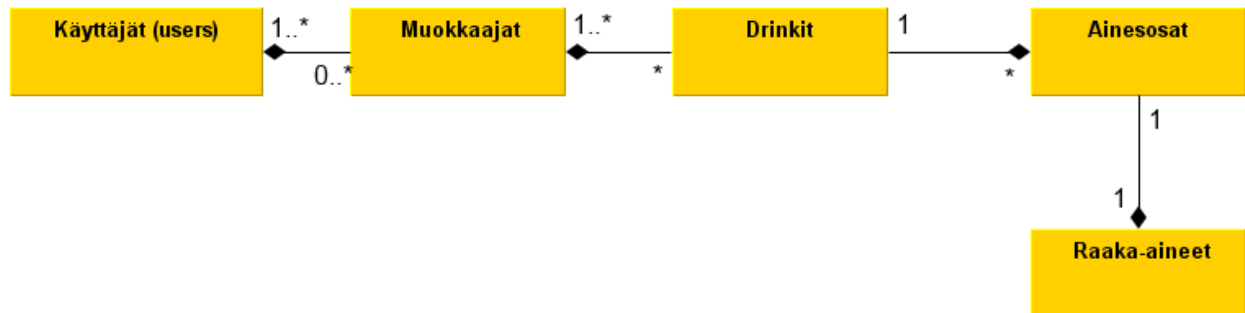 Käyttäjät (users)
1..*
0..*
Muokkaajat
1..*
*
Drinkit
1
*
Ainesosat
1
1
Raaka-aineet